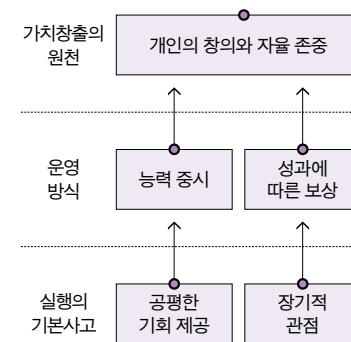 가치창출의
원천
개인의 창의와 자율 존중
운영
방식
능력 중시
성과에
따른 보상
실행의
기본사고
공평한
기회 제공
장기적
관점